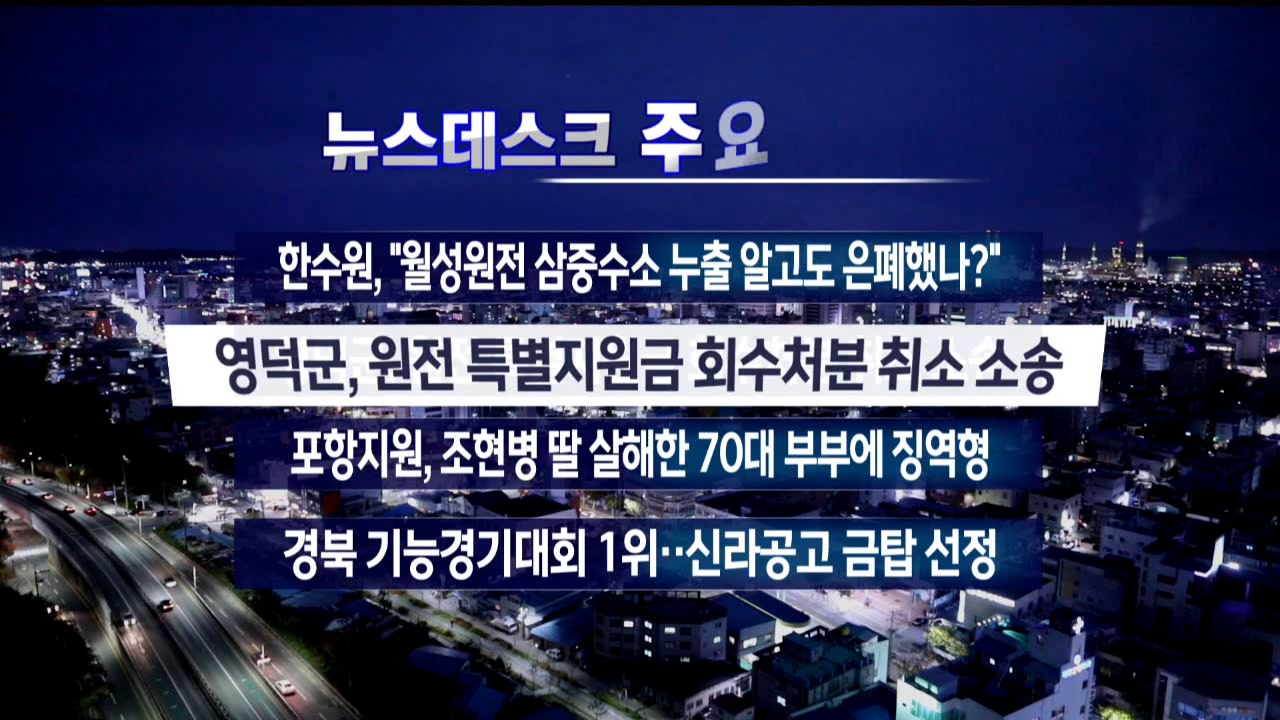 뉴스데스크 주요
한수원, "월성원전 삼중수소 누출 알고도 은폐했나?"
영덕군, 원전 특별지원금 회수처분 취소 소송
포항지원, 조현병 딸 살해한 70대 부부에 징역형
경북 기능경기대회 1위··신라공고 금탑 선정